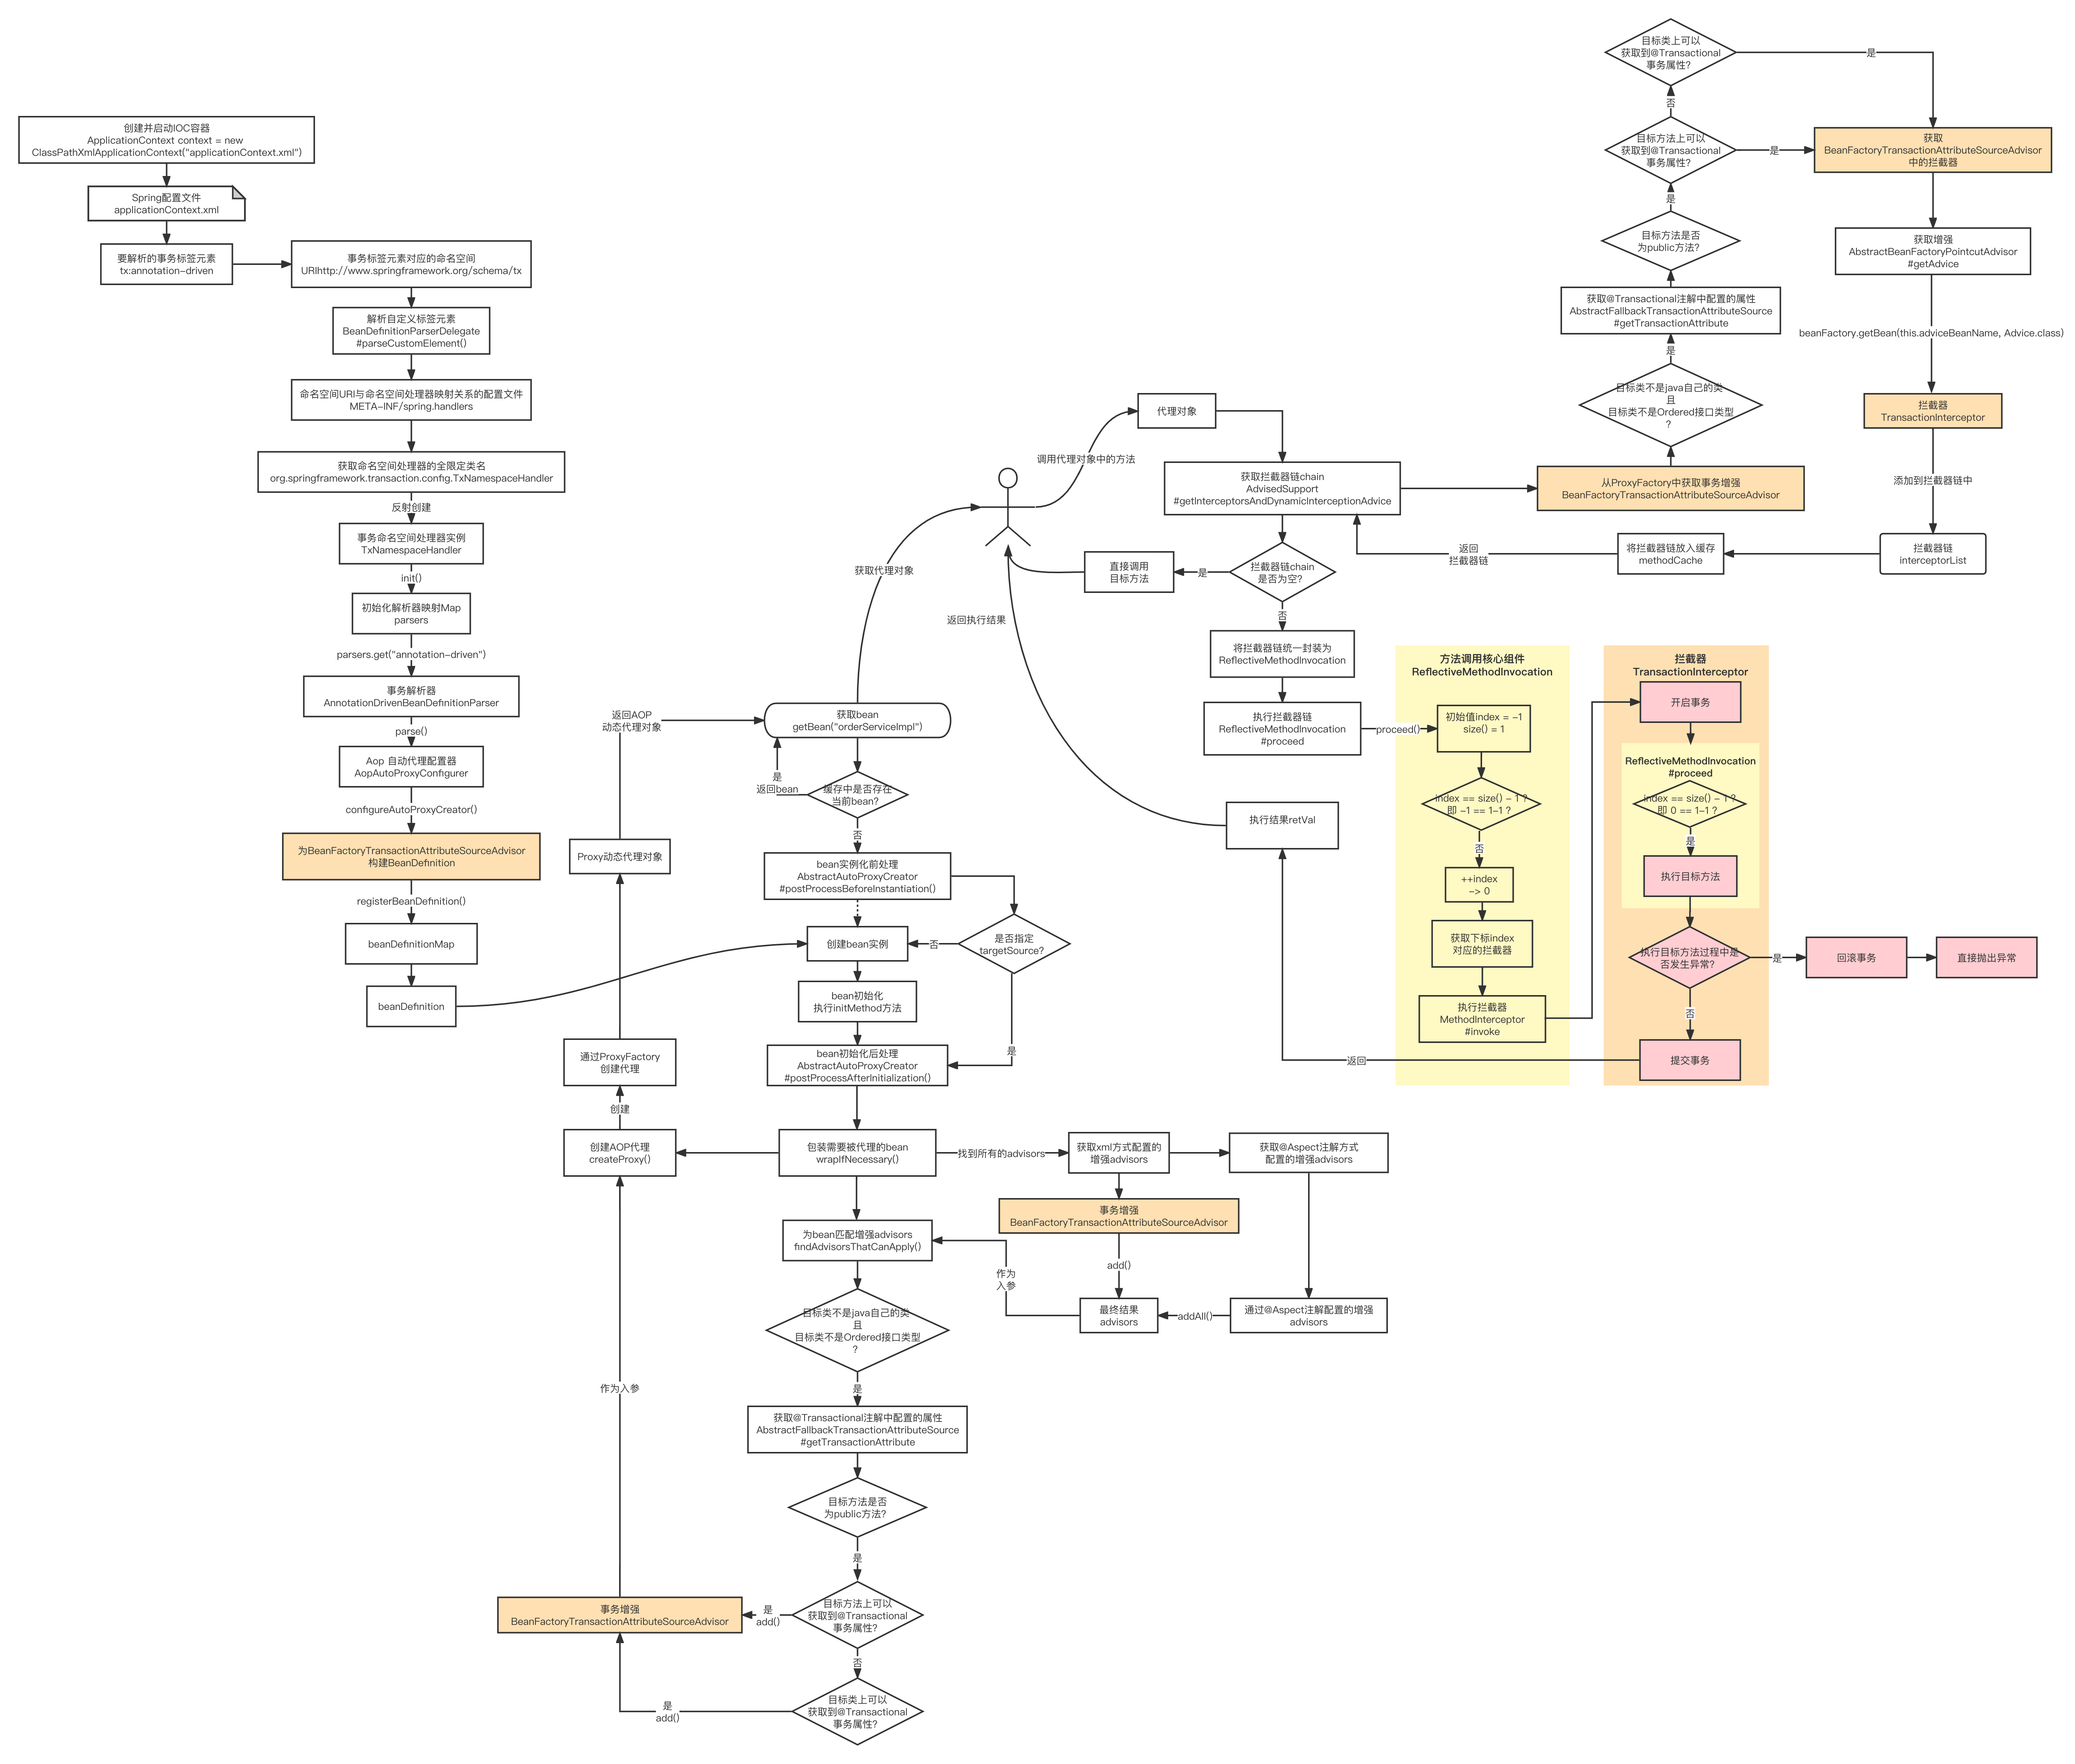 创建并启动IOC容器
ApplicationContext context = new
ClassPathXmlApplicationContext("applicationContext.xml")
Spring配置文件
applicationContext.xml
要解析的事务标签元素
tx:annotation-driven
事务标签元素对应的命名空间
URIhttp://www.springframework.org/schema/tx
解析自定义标签元素
BeanDefinitionParserDelegate
#parseCustomElement()
命名空间URI与命名空间处理器映射关系的配置文件
META-INF/spring.handlers
获取命名空间处理器的全限定类名
org.springframework.transaction.config.TxNamespaceHandler
反射创建
事务命名空间处理器实例
TxNamespaceHandler
init()
初始化解析器映射Map
parsers
parsers.get("annotation-driven")
事务解析器
AnnotationDrivenBeanDefinitionParser
parse()
Aop 自动代理配置器
AopAutoProxyConfigurer
configureAutoProxyCreator()
为BeanFactoryTransactionAttributeSourceAdvisor
构建BeanDefinition
registerBeanDefinition()
beanDefinitionMap
beanDefinition
获取bean
getBean("orderServiceImpl")
是
返回bean
缓存中是否存在
当前bean?
否
bean实例化前处理
AbstractAutoProxyCreator
#postProcessBeforeInstantiation()
是否指定
targetSource?
否
是
创建bean实例
bean初始化
执行initMethod方法
bean初始化后处理
AbstractAutoProxyCreator
#postProcessAfterInitialization()
包装需要被代理的bean
wrapIfNecessary()
找到所有的advisors
获取xml方式配置的
增强advisors
获取@Aspect注解方式
配置的增强advisors
事务增强
BeanFactoryTransactionAttributeSourceAdvisor
add()
最终结果
advisors
addAll()
通过@Aspect注解配置的增强
advisors
作为
入参
为bean匹配增强advisors
findAdvisorsThatCanApply()
目标类不是java自己的类
且
目标类不是Ordered接口类型
?
是
获取@Transactional注解中配置的属性
AbstractFallbackTransactionAttributeSource
#getTransactionAttribute
目标方法是否
为public方法?
是
目标方法上可以
获取到@Transactional
事务属性?
是
add()
否
目标类上可以
获取到@Transactional
事务属性?
是
add()
事务增强
BeanFactoryTransactionAttributeSourceAdvisor
作为入参
创建AOP代理
createProxy()
创建
通过ProxyFactory
创建代理
Proxy动态代理对象
返回AOP
动态代理对象
获取代理对象
调用代理对象中的方法
代理对象
获取拦截器链chain
AdvisedSupport
#getInterceptorsAndDynamicInterceptionAdvice
从ProxyFactory中获取事务增强
BeanFactoryTransactionAttributeSourceAdvisor
目标类不是java自己的类
且
目标类不是Ordered接口类型
?
是
获取@Transactional注解中配置的属性
AbstractFallbackTransactionAttributeSource
#getTransactionAttribute
目标方法是否
为public方法?
是
目标方法上可以
获取到@Transactional
事务属性?
是
否
目标类上可以
获取到@Transactional
事务属性?
是
获取
BeanFactoryTransactionAttributeSourceAdvisor
中的拦截器
获取增强
AbstractBeanFactoryPointcutAdvisor
#getAdvice
beanFactory.getBean(this.adviceBeanName, Advice.class)
拦截器
TransactionInterceptor
添加到拦截器链中
拦截器链
interceptorList
将拦截器链放入缓存
methodCache
返回
拦截器链
拦截器链chain
是否为空?
是
直接调用
目标方法
否
将拦截器链统一封装为
ReflectiveMethodInvocation
执行拦截器链
ReflectiveMethodInvocation
#proceed
proceed()
方法调用核心组件
ReflectiveMethodInvocation
初始值index = -1
size() = 1
index == size() - 1 ?
即 -1 == 1-1 ?
否
++index
-> 0
获取下标index
对应的拦截器
执行拦截器
MethodInterceptor
#invoke
拦截器
TransactionInterceptor
开启事务
ReflectiveMethodInvocation
#proceed
index == size() - 1 ?
即 0 == 1-1 ?
是
执行目标方法
执行目标方法过程中是
否发生异常?
是
回滚事务
直接抛出异常
否
提交事务
返回
执行结果retVal
返回执行结果